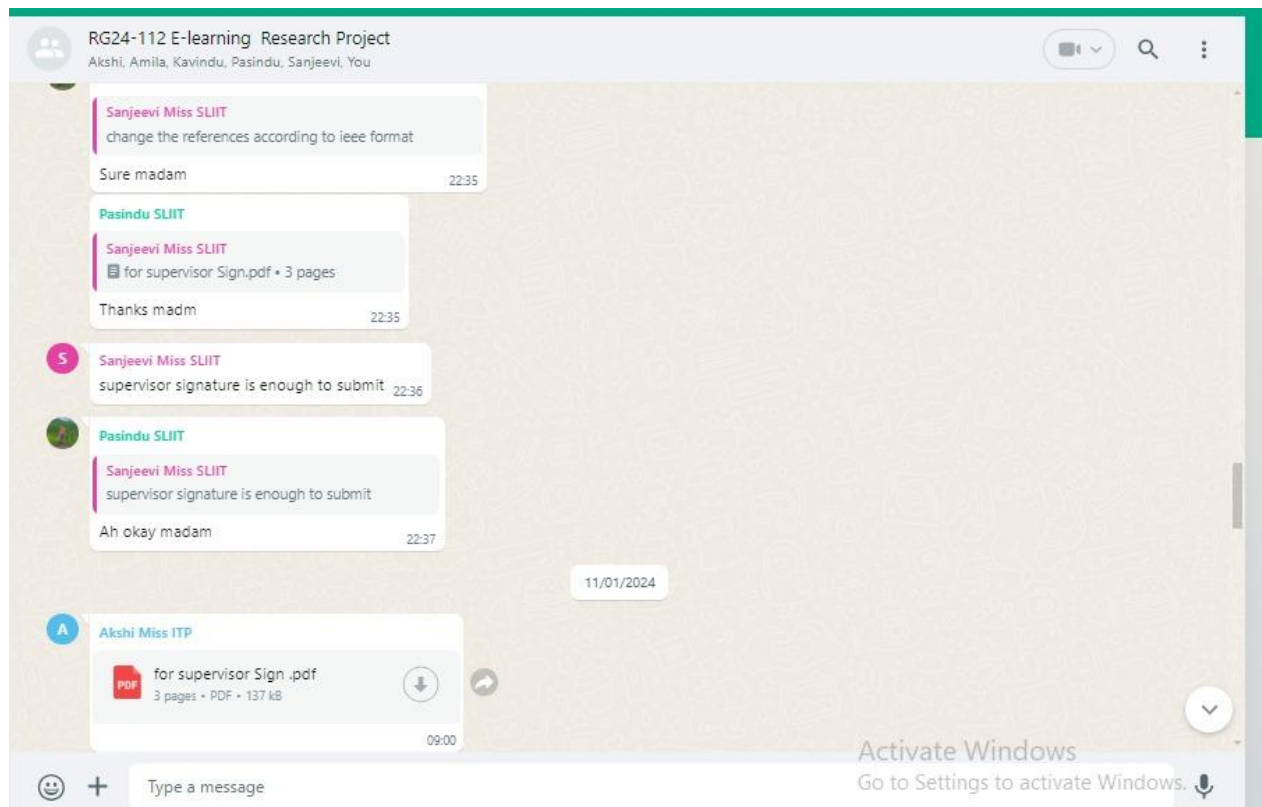 RG24-112 E-learning Research Project
Akshi, Amila, Kavindu, Pasindu, Sanjeevi, You
Sanjeevi Miss SLIIT
change the references according to ieee format
Sure madam
22:35
Pasindu SLIIT
Sanjeevi Miss SLIIT
for supervisor Sign.pdf • 3 pages
Thanks madm
22:35
S
Sanjeevi Miss SLIIT
supervisor signature is enough to submit 22:36
Pasindu SLIIT
Sanjeevi Miss SLIIT
supervisor signature is enough to submit
Ah okay madam
22:37
11/01/2024
A
Akshi Miss ITP
PDF
for supervisor Sign .pdf
3 pages • PDF • 137 kB
09:00
Activate Windows
Go to Settings to activate Windows.
Type a message